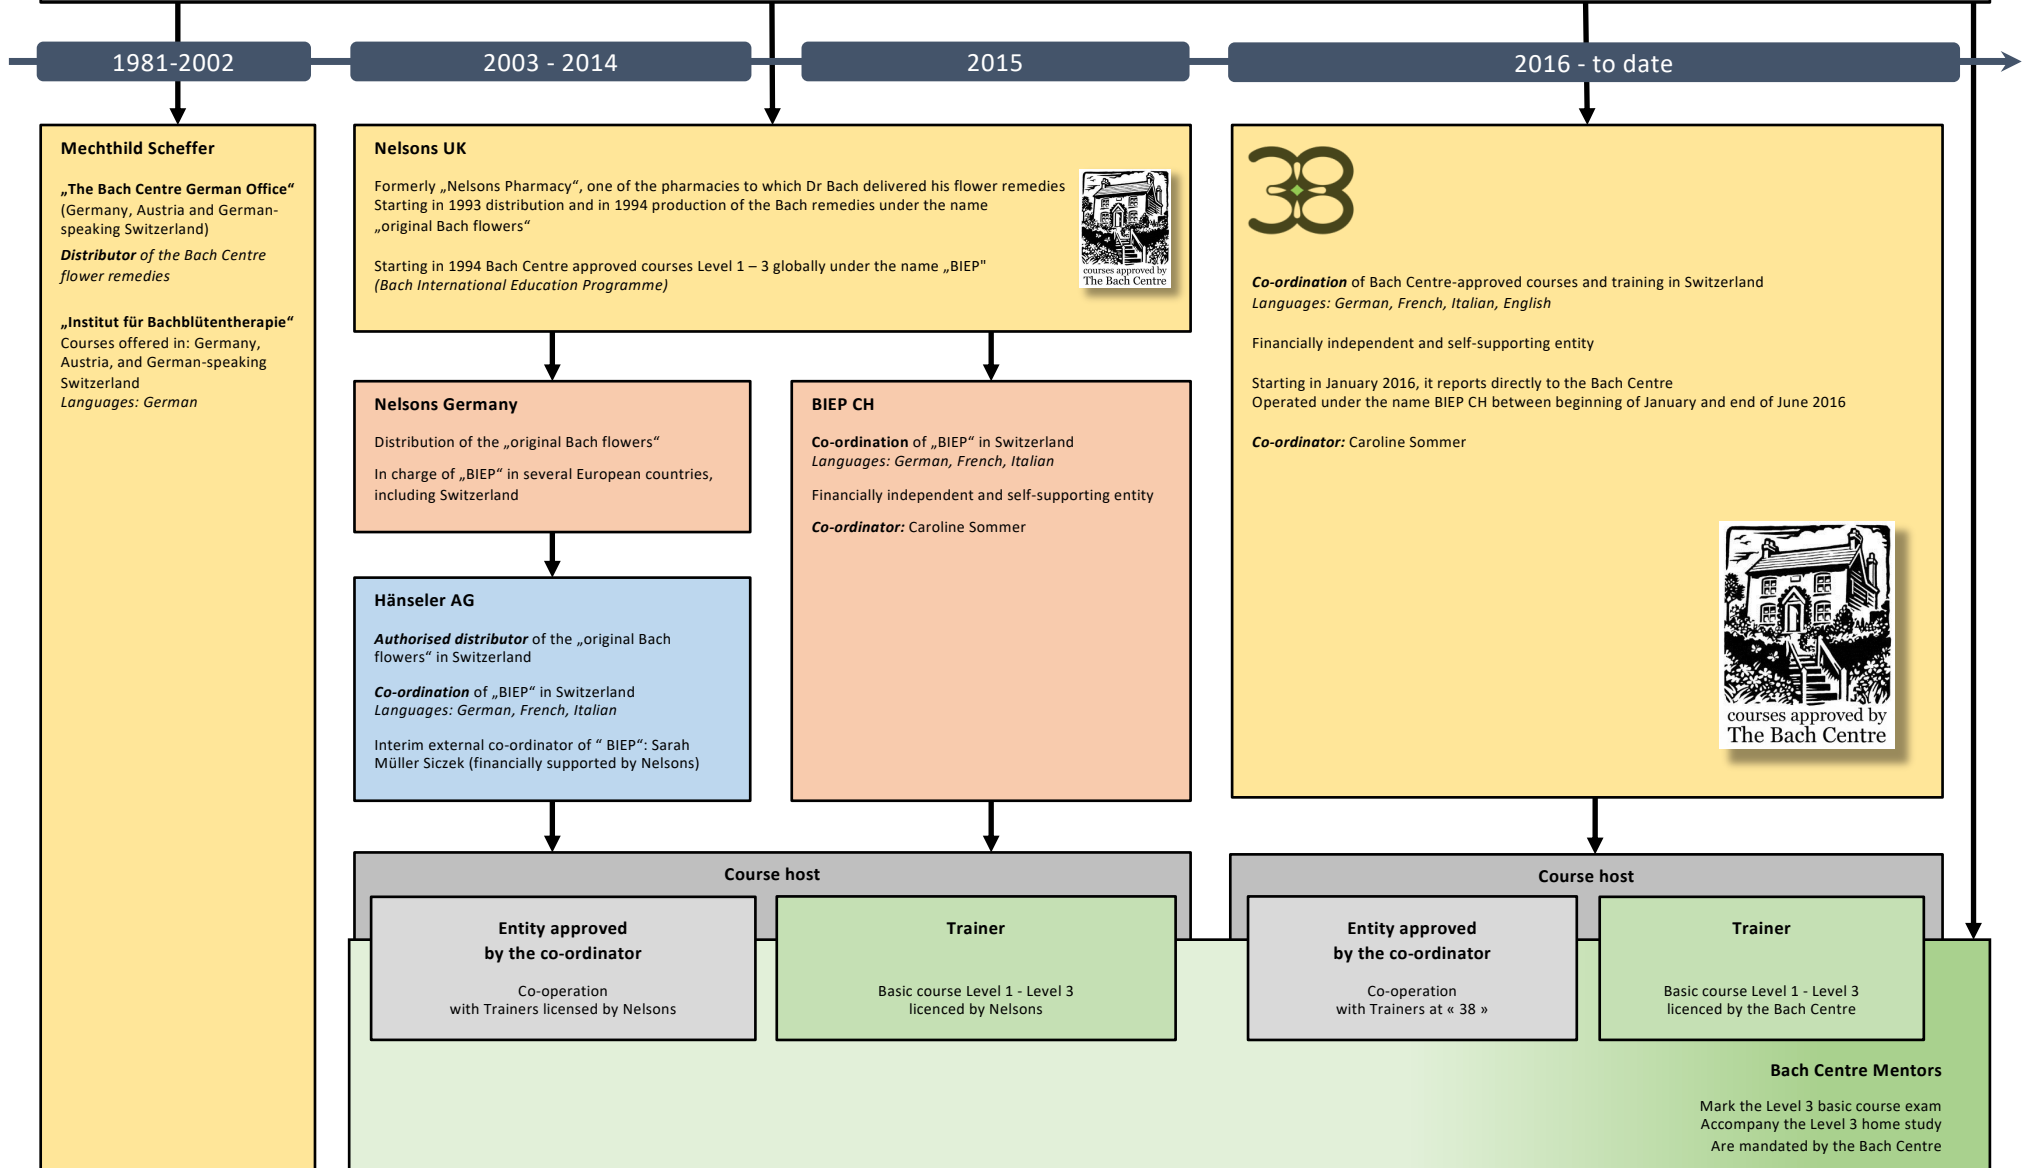 1981-2002
2003 - 2014
2015
2016 - to date
Mechthild Scheffer
„The Bach Centre German Office“
(Germany, Austria and German-
speaking Switzerland)
Distributor of the Bach Centre
flower remedies
„Institut für Bachblütentherapie“
Courses offered in: Germany,
Austria, and German-speaking
Switzerland
Languages: German
Nelsons UK
Formerly „Nelsons Pharmacy“, one of the pharmacies to which Dr Bach delivered his flower remedies
Starting in 1993 distribution and in 1994 production of the Bach remedies under the name
„original Bach flowers“
Starting in 1994 Bach Centre approved courses Level 1 – 3 globally under the name „BIEP"
(Bach International Education Programme)
courses approved by
The Bach Centre
Nelsons Germany
Distribution of the „original Bach flowers“
In charge of „BIEP“ in several European countries,
including Switzerland
Hänseler AG
Authorised distributor of the „original Bach
flowers“ in Switzerland
Co-ordination of „BIEP“ in Switzerland
Languages: German, French, Italian
Interim external co-ordinator of “ BIEP“: Sarah
Müller Siczek (financially supported by Nelsons)
BIEP CH
Co-ordination of „BIEP“ in Switzerland
Languages: German, French, Italian
Financially independent and self-supporting entity
Co-ordinator: Caroline Sommer
38
Co-ordination of Bach Centre-approved courses and training in Switzerland
Languages: German, French, Italian, English
Financially independent and self-supporting entity
Starting in January 2016, it reports directly to the Bach Centre
Operated under the name BIEP CH between beginning of January and end of June 2016
Co-ordinator: Caroline Sommer
courses approved by
The Bach Centre
Course host
Entity approved
by the co-ordinator
Co-operation
with Trainers licensed by Nelsons
Trainer
Basic course Level 1 - Level 3
licenced by Nelsons
Course host
Entity approved
by the co-ordinator
Co-operation
with Trainers at « 38 »
Trainer
Basic course Level 1 - Level 3
licenced by the Bach Centre
Bach Centre Mentors
Mark the Level 3 basic course exam
Accompany the Level 3 home study
Are mandated by the Bach Centre